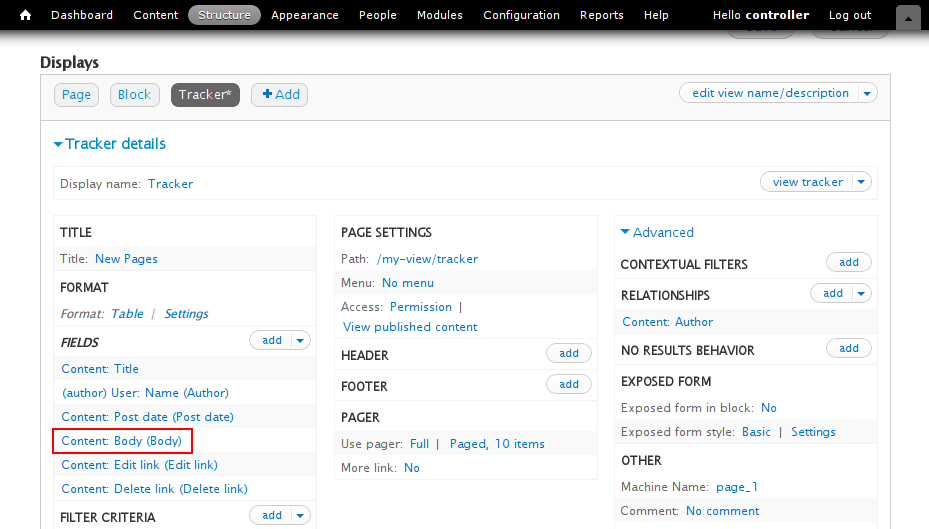 Dashboard Content Structure Appearance People Modules Configuration Reports Help Hello controller Log out
Displays
Page Block Tracker* + Add edit view name/description
Tracker details
Display name: Tracker view tracker
TITLE
Title: New Pages
FORMAT
Format: Table | Settings
FIELDS add
Content: Title
(author) User: Name (Author)
Content: Post date (Post date)
Content: Body (Body)
Content: Edit link (Edit link)
Content: Delete link (Delete link)
FILTER CRITERIA add
PAGE SETTINGS
Path: /my-view/tracker
Menu: No menu
Access: Permission |
View published content
HEADER add
FOOTER add
PAGER
Use pager: Full | Paged, 10 items
More link: No
Advanced
CONTEXTUAL FILTERS add
RELATIONSHIPS add
Content: Author
NO RESULTS BEHAVIOR add
EXPOSED FORM
Exposed form in block: No
Exposed form style: Basic | Settings
OTHER
Machine Name: page_1
Comment: No comment